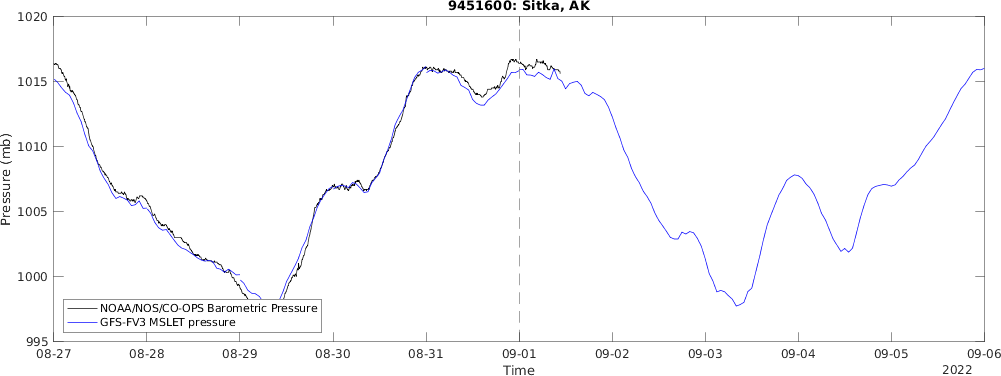 9451600: Sitka, AK
1020
1015
1010
1005
1000
995
Pressure (mb)
NOAA/NOS/CO-OPS Barometric Pressure
GFS-FV3 MSLET pressure
08-27 08-28 08-29 08-30 08-31 09-01 09-02 09-03 09-04 09-05 09-06
Time
2022